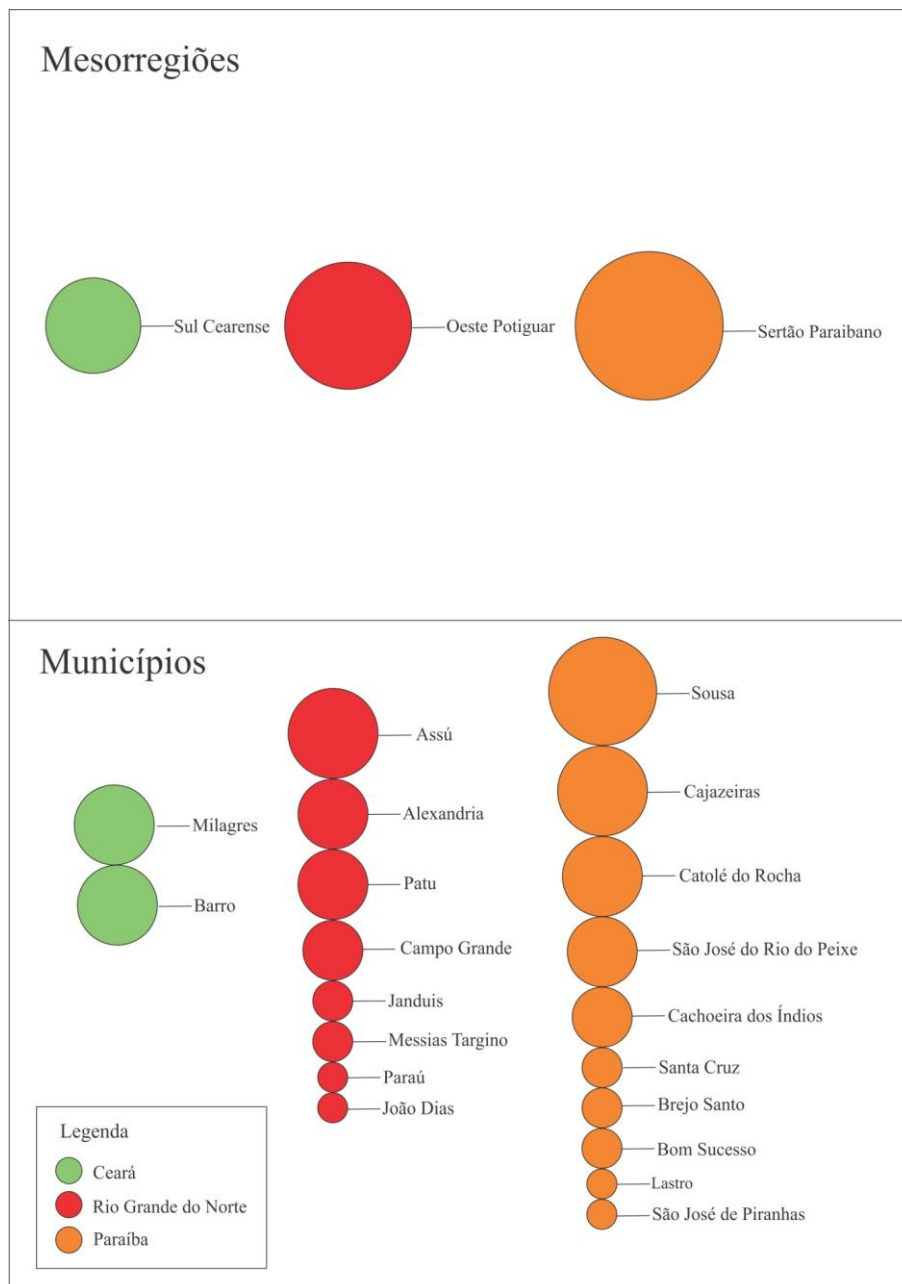 Mesorregiões
Sul Cearense
Oeste Potiguar
Sertão Paraibano
Municípios
Milagres
Barro
Assú
Alexandria
Patu
Campo Grande
Janduis
Messias Targino
Paraú
João Dias
Sousa
Cajazeiras
Catolé do Rocha
São José do Rio do Peixe
Cachoeira dos Índios
Santa Cruz
Brejo Santo
Bom Sucesso
Lastro
São José de Piranhas
Legenda
Ceará
Rio Grande do Norte
Paraíba